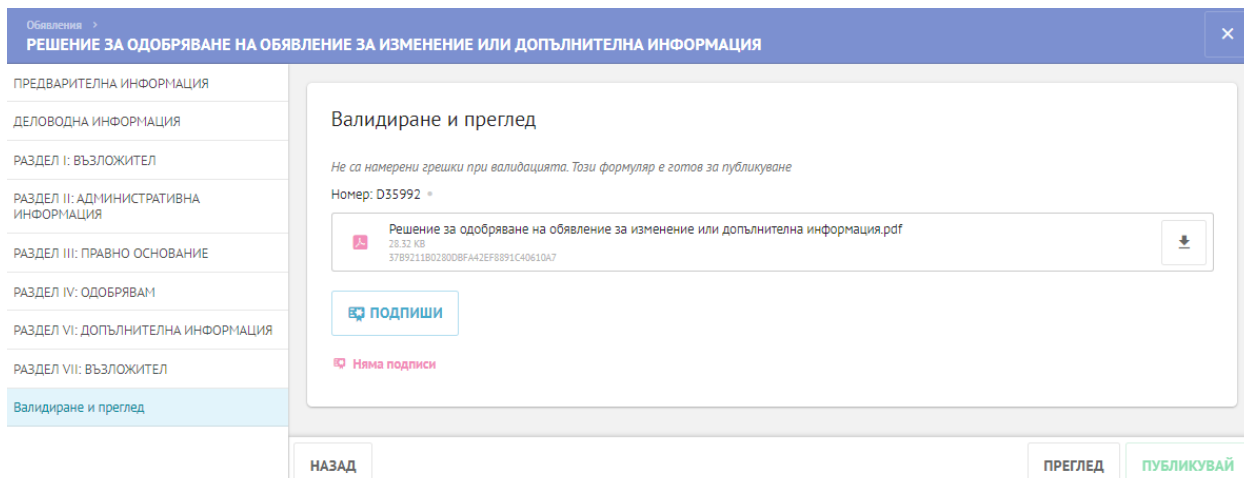 Обявления >
РЕШЕНИЕ ЗА ОДОБРЯВАНЕ НА ОБЯВЛЕНИЕ ЗА ИЗМЕНЕНИЕ ИЛИ ДОПЪЛНИТЕЛНА ИНФОРМАЦИЯ
ПРЕДВАРИТЕЛНА ИНФОРМАЦИЯ
ДЕЛОВОДНА ИНФОРМАЦИЯ
РАЗДЕЛ I: ВЪЗЛОЖИТЕЛ
РАЗДЕЛ II: АДМИНИСТРАТИВНА
ИНФОРМАЦИЯ
РАЗДЕЛ III: ПРАВНО ОСНОВАНИЕ
РАЗДЕЛ IV: ОДОБРЯВАМ
РАЗДЕЛ VI: ДОПЪЛНИТЕЛНА ИНФОРМАЦИЯ
РАЗДЕЛ VII: ВЪЗЛОЖИТЕЛ
Валидиране и преглед
Валидиране и преглед
Не са намерени грешки при валидацията. Този формуляр е готов за публикуване
Номер: D35992
Решение за одобряване на обявление за изменение или допълнителна информация.pdf
28.32 KB
37B9211B0280DBFA42EF8891C40610A7
ПОДПИШИ
Няма подписи
НАЗАД
ПРЕГЛЕД
ПУБЛИКУВАЙ